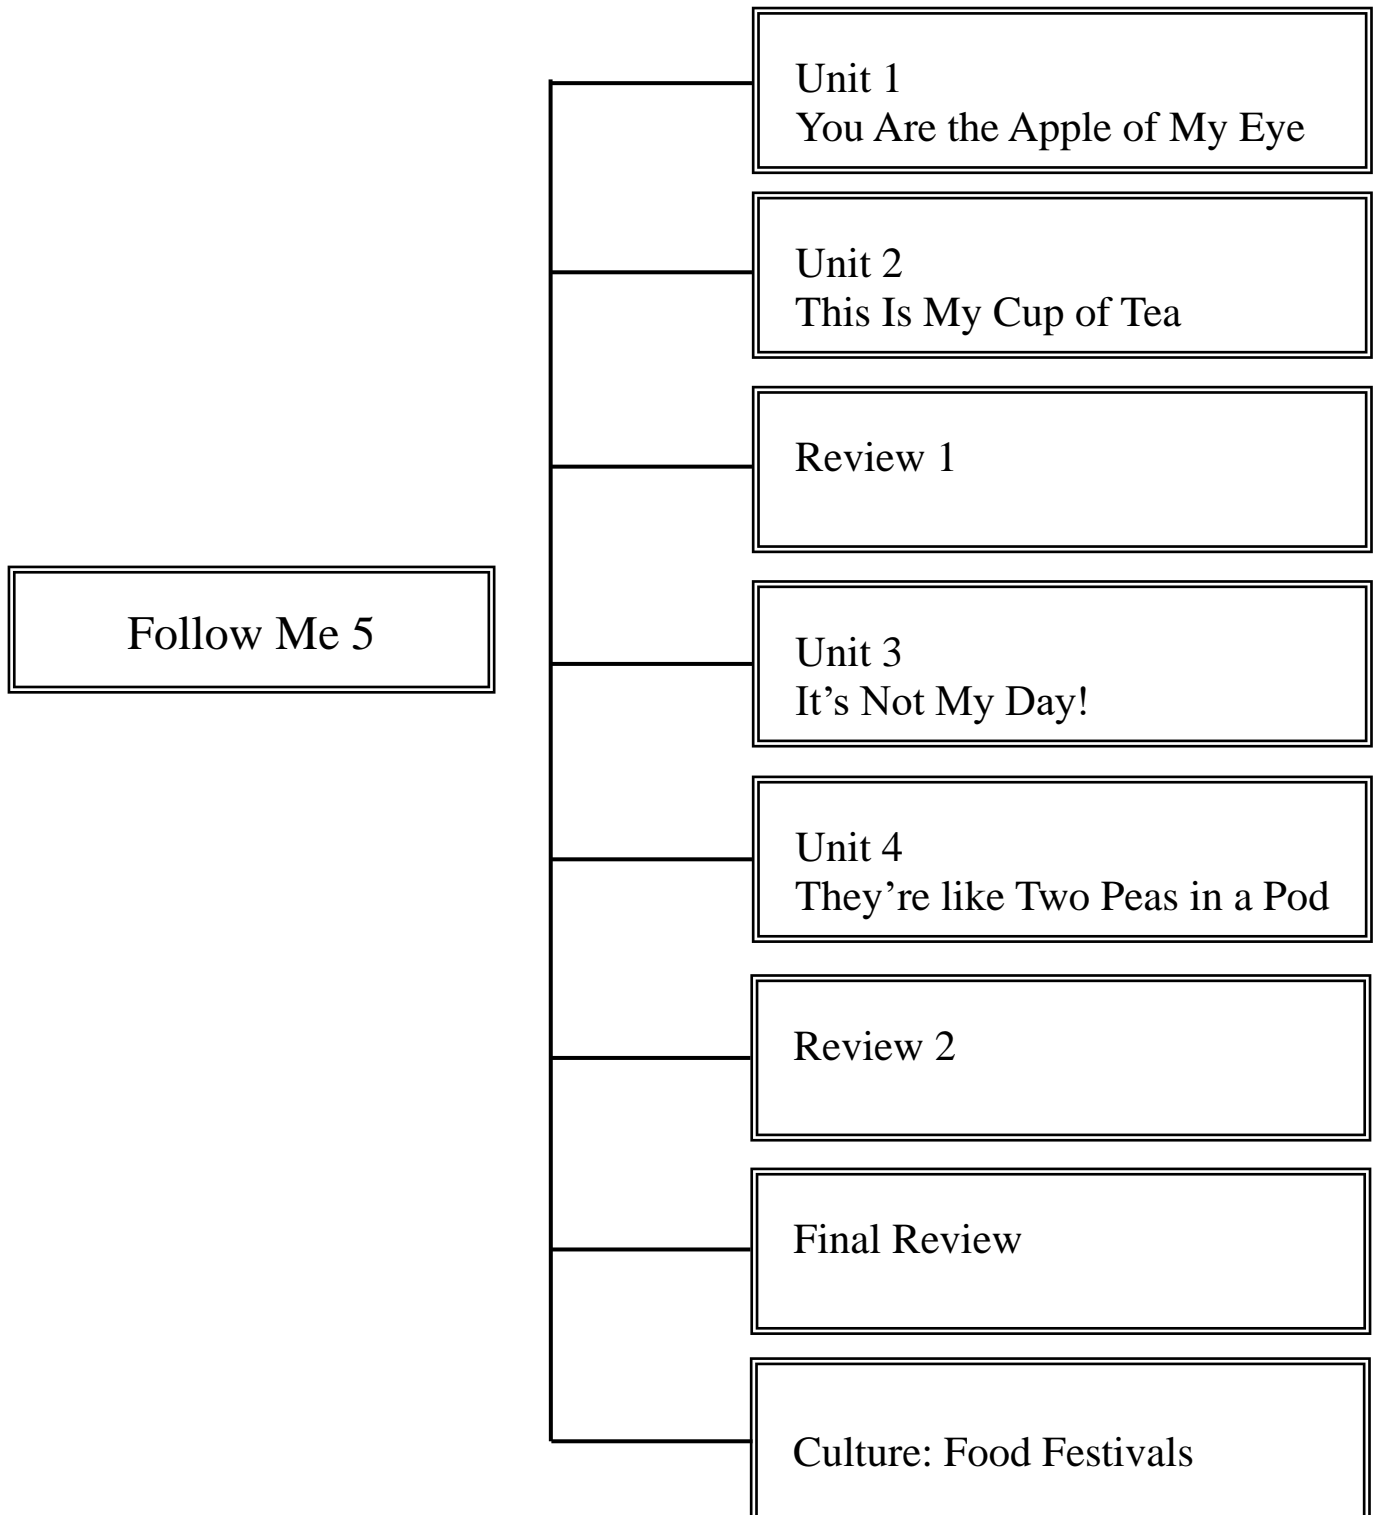 Follow Me 5
Unit 1
You Are the Apple of My Eye
Unit 2
This Is My Cup of Tea
Review 1
Unit 3
It’s Not My Day!
Unit 4
They’re like Two Peas in a Pod
Review 2
Final Review
Culture: Food Festivals